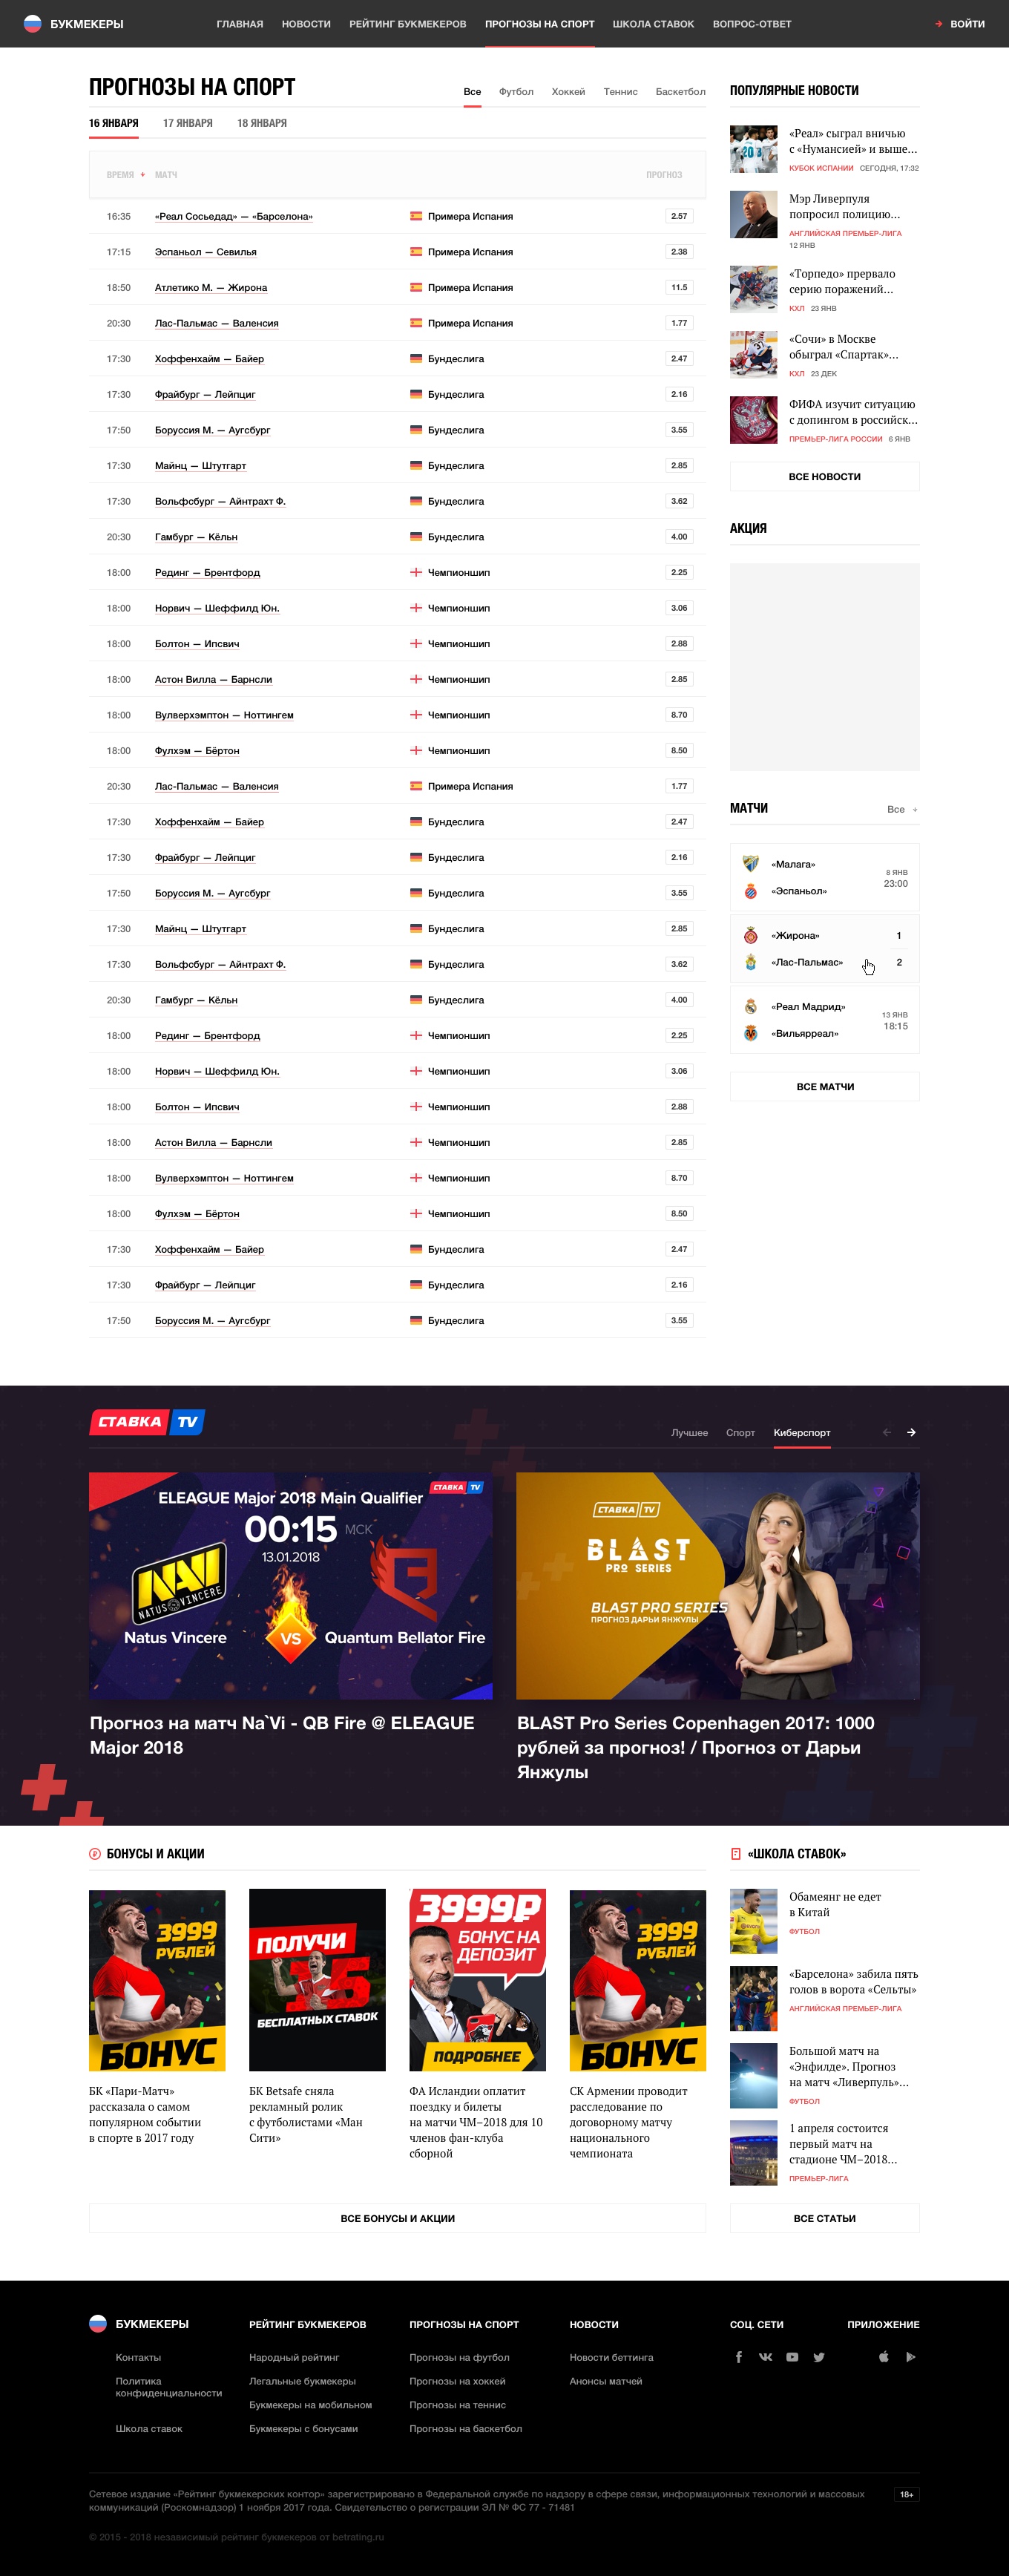 БУКМЕКЕРЫ
ГЛАВНАЯ НОВОСТИ РЕЙТИНГ БУКМЕКЕРОВ ПРОГНОЗЫ НА СПОРТ ШКОЛА СТАВОК ВОПРОС-ОТВЕТ
ВОЙТИ
ПРОГНОЗЫ НА СПОРТ
Все Футбол Хоккей Теннис Баскетбол
16 ЯНВАРЯ 17 ЯНВАРЯ 18 ЯНВАРЯ
ВРЕМЯ МАТЧ ПРОГНОЗ
16:35 «Реал Сосьедад» — «Барселона» Примера Испания 2.57
17:15 Эспаньол — Севилья Примера Испания 2.38
18:50 Атлетико М. — Жирона Примера Испания 11.5
20:30 Лас-Пальмас — Валенсия Примера Испания 1.77
17:30 Хоффенхайм — Байер Бундеслига 2.47
17:30 Фрайбург — Лейпциг Бундеслига 2.16
17:50 Боруссия М. — Аугсбург Бундеслига 3.55
17:30 Майнц — Штутгарт Бундеслига 2.85
17:30 Вольфсбург — Айнтрахт Ф. Бундеслига 3.62
20:30 Гамбург — Кёльн Бундеслига 4.00
18:00 Рединг — Брентфорд Чемпионшип 2.25
18:00 Норвич — Шеффилд Юн. Чемпионшип 3.06
18:00 Болтон — Ипсвич Чемпионшип 2.88
18:00 Астон Вилла — Барнсли Чемпионшип 2.85
18:00 Вулверхэмптон — Ноттингем Чемпионшип 8.70
18:00 Фулхэм — Бёртон Чемпионшип 8.50
20:30 Лас-Пальмас — Валенсия Примера Испания 1.77
17:30 Хоффенхайм — Байер Бундеслига 2.47
17:30 Фрайбург — Лейпциг Бундеслига 2.16
17:50 Боруссия М. — Аугсбург Бундеслига 3.55
17:30 Майнц — Штутгарт Бундеслига 2.85
17:30 Вольфсбург — Айнтрахт Ф. Бундеслига 3.62
20:30 Гамбург — Кёльн Бундеслига 4.00
18:00 Рединг — Брентфорд Чемпионшип 2.25
18:00 Норвич — Шеффилд Юн. Чемпионшип 3.06
18:00 Болтон — Ипсвич Чемпионшип 2.88
18:00 Астон Вилла — Барнсли Чемпионшип 2.85
18:00 Вулверхэмптон — Ноттингем Чемпионшип 8.70
18:00 Фулхэм — Бёртон Чемпионшип 8.50
17:30 Хоффенхайм — Байер Бундеслига 2.47
17:30 Фрайбург — Лейпциг Бундеслига 2.16
17:50 Боруссия М. — Аугсбург Бундеслига 3.55
ПОПУЛЯРНЫЕ НОВОСТИ
«Реал» сыграл вничью
с «Нумансией» и выше...
КУБОК ИСПАНИИ СЕГОДНЯ, 17:32
Мэр Ливерпуля
попросил полицию...
АНГЛИЙСКАЯ ПРЕМЬЕР-ЛИГА
12 ЯНВ
«Торпедо» прервало
серию поражений...
КХЛ 23 ЯНВ
«Сочи» в Москве
обыграл «Спартак»...
КХЛ 23 ДЕК
ФИФА изучит ситуацию
с допингом в российск...
ПРЕМЬЕР-ЛИГА РОССИИ 6 ЯНВ
ВСЕ НОВОСТИ
АКЦИЯ
МАТЧИ Все
«Малага»
«Эспаньол»
8 ЯНВ
23:00
«Жирона» 1
«Лас-Пальмас» 2
«Реал Мадрид»
«Вильярреал»
13 ЯНВ
18:15
ВСЕ МАТЧИ
СТАВКА TV
Лучшее Спорт Киберспорт
СТАВКА TV
ELEAGUE Major 2018 Main Qualifier
00:15 МСК
13.01.2018
NAVI
NATUS VINCERE
VS
Natus Vincere Quantum Bellator Fire
СТАВКА TV
BLAST
PRO SERIES
BLAST PRO SERIES
ПРОГНОЗ ДАРЬИ ЯНЖУЛЫ
Прогноз на матч Na`Vi - QB Fire @ ELEAGUE
Major 2018
BLAST Pro Series Copenhagen 2017: 1000
рублей за прогноз! / Прогноз от Дарьи
Янжулы
БОНУСЫ И АКЦИИ
3999
РУБЛЕЙ
БОНУС
ПОЛУЧИ
15
БЕСПЛАТНЫХ СТАВОК
3999₽
БОНУС НА
ДЕПОЗИТ
ПОДРОБНЕЕ
3999
РУБЛЕЙ
БОНУС
БК «Пари-Матч»
рассказала о самом
популярном событии
в спорте в 2017 году
БК Betsafe сняла
рекламный ролик
с футболистами «Ман
Сити»
ФА Исландии оплатит
поездку и билеты
на матчи ЧМ–2018 для 10
членов фан-клуба
сборной
СК Армении проводит
расследование по
договорному матчу
национального
чемпионата
ВСЕ БОНУСЫ И АКЦИИ
«ШКОЛА СТАВОК»
Обамеянг не едет
в Китай
ФУТБОЛ
«Барселона» забила пять
голов в ворота «Сельты»
АНГЛИЙСКАЯ ПРЕМЬЕР-ЛИГА
Большой матч на
«Энфилде». Прогноз
на матч «Ливерпуль»...
ФУТБОЛ
1 апреля состоится
первый матч на
стадионе ЧМ–2018...
ПРЕМЬЕР-ЛИГА
ВСЕ СТАТЬИ
БУКМЕКЕРЫ
Контакты
Политика
конфиденциальности
Школа ставок
РЕЙТИНГ БУКМЕКЕРОВ
Народный рейтинг
Легальные букмекеры
Букмекеры на мобильном
Букмекеры с бонусами
ПРОГНОЗЫ НА СПОРТ
Прогнозы на футбол
Прогнозы на хоккей
Прогнозы на теннис
Прогнозы на баскетбол
НОВОСТИ
Новости беттинга
Анонсы матчей
СОЦ. СЕТИ
ПРИЛОЖЕНИЕ
Сетевое издание «Рейтинг букмекерских контор» зарегистрировано в Федеральной службе по надзору в сфере связи, информационных технологий и массовых
коммуникаций (Роскомнадзор) 1 ноября 2017 года. Свидетельство о регистрации ЭЛ № ФС 77 - 71481
18+
© 2015 - 2018 независимый рейтинг букмекеров от betrating.ru